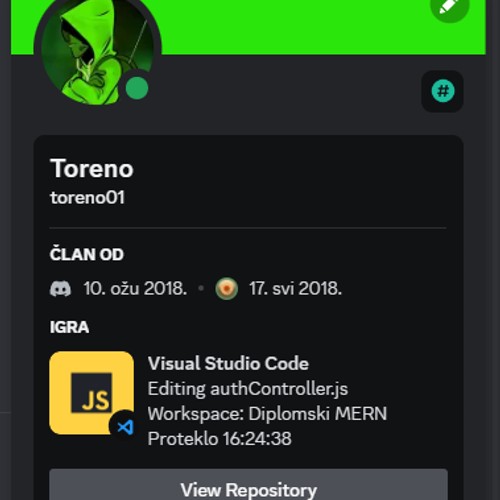 #
Toreno
toreno01
ČLAN OD
10. ožu 2018. • 17. svi 2018.
IGRA
JS
Visual Studio Code
Editing authController.js
Workspace: Diplomski MERN
Proteklo 16:24:38
View Repository